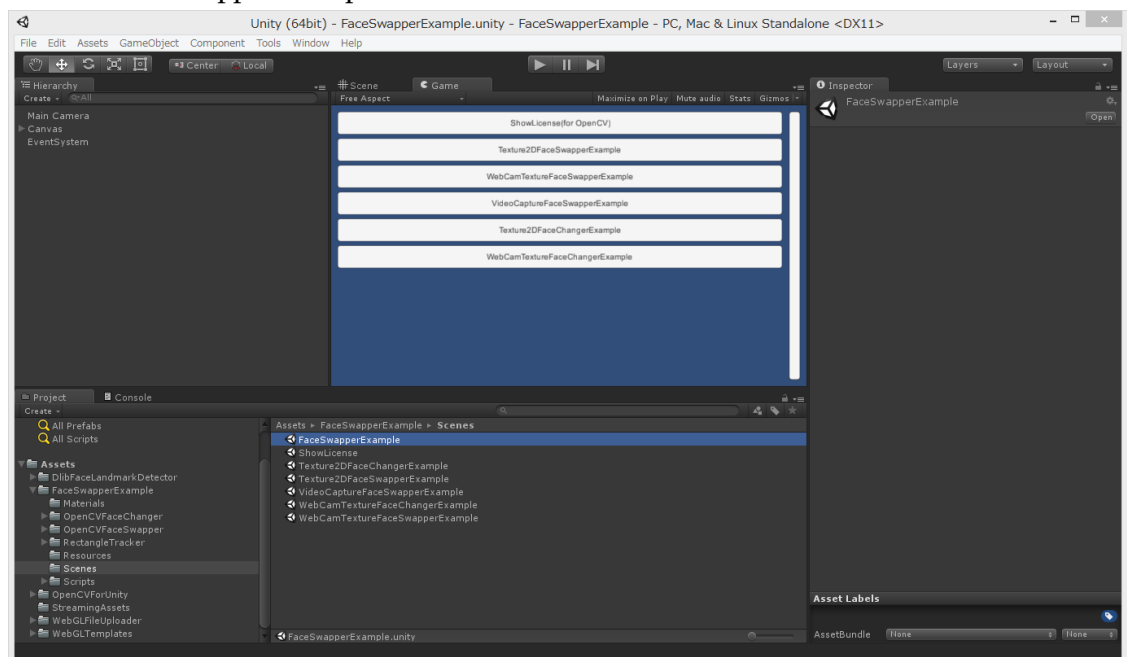 Unity (64bit) - FaceSwapperExample.unity - FaceSwapperExample - PC, Mac & Linux Standalone <DX11>
File Edit Assets GameObject Component Tools Window Help
Center Local Layers Layout
Hierarchy
Create All
Main Camera
Canvas
EventSystem
Scene Game
Free Aspect Maximize on Play Mute audio Stats Gizmos
ShowLicense(for OpenCV)
Texture2DFaceSwapperExample
WebCamTextureFaceSwapperExample
VideoCaptureFaceSwapperExample
Texture2DFaceChangerExample
WebCamTextureFaceChangerExample
Inspector
FaceSwapperExample
Open
Project Console
Create
All Prefabs
All Scripts
Assets
DlibFaceLandmarkDetector
FaceSwapperExample
Materials
OpenCVFaceChanger
OpenCVFaceSwapper
RectangleTracker
Resources
Scenes
Scripts
OpenCVForUnity
StreamingAssets
WebGLFileUploader
WebGLTemplates
Assets ▸ FaceSwapperExample ▸ Scenes
FaceSwapperExample
ShowLicense
Texture2DFaceChangerExample
Texture2DFaceSwapperExample
VideoCaptureFaceSwapperExample
WebCamTextureFaceChangerExample
WebCamTextureFaceSwapperExample
FaceSwapperExample.unity
Asset Labels
AssetBundle None None